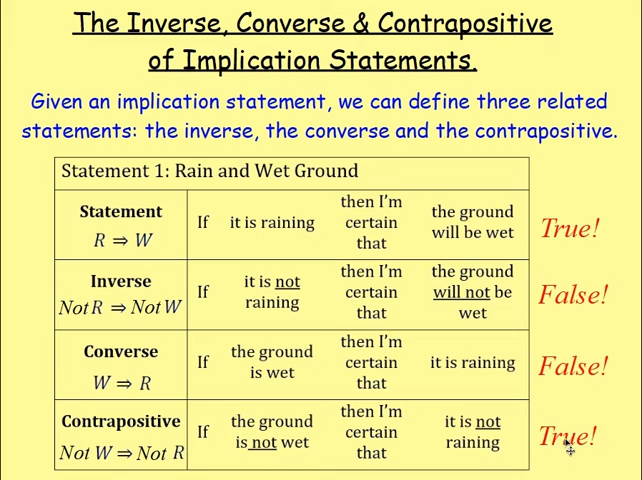 The Inverse, Converse & Contrapositive
of Implication Statements.
Given an implication statement, we can define three related
statements: the inverse, the converse and the contrapositive.
Statement 1: Rain and Wet Ground
Statement
R ⇒ W
If
it is raining
then I'm
certain
that
the ground
will be wet
True!
Inverse
Not R ⇒ Not W
If
it is not
raining
then I'm
certain
that
the ground
will not be
wet
False!
Converse
W ⇒ R
If
the ground
is wet
then I'm
certain
that
it is raining
False!
Contrapositive
Not W ⇒ Not R
If
the ground
is not wet
then I'm
certain
that
it is not
raining
True!